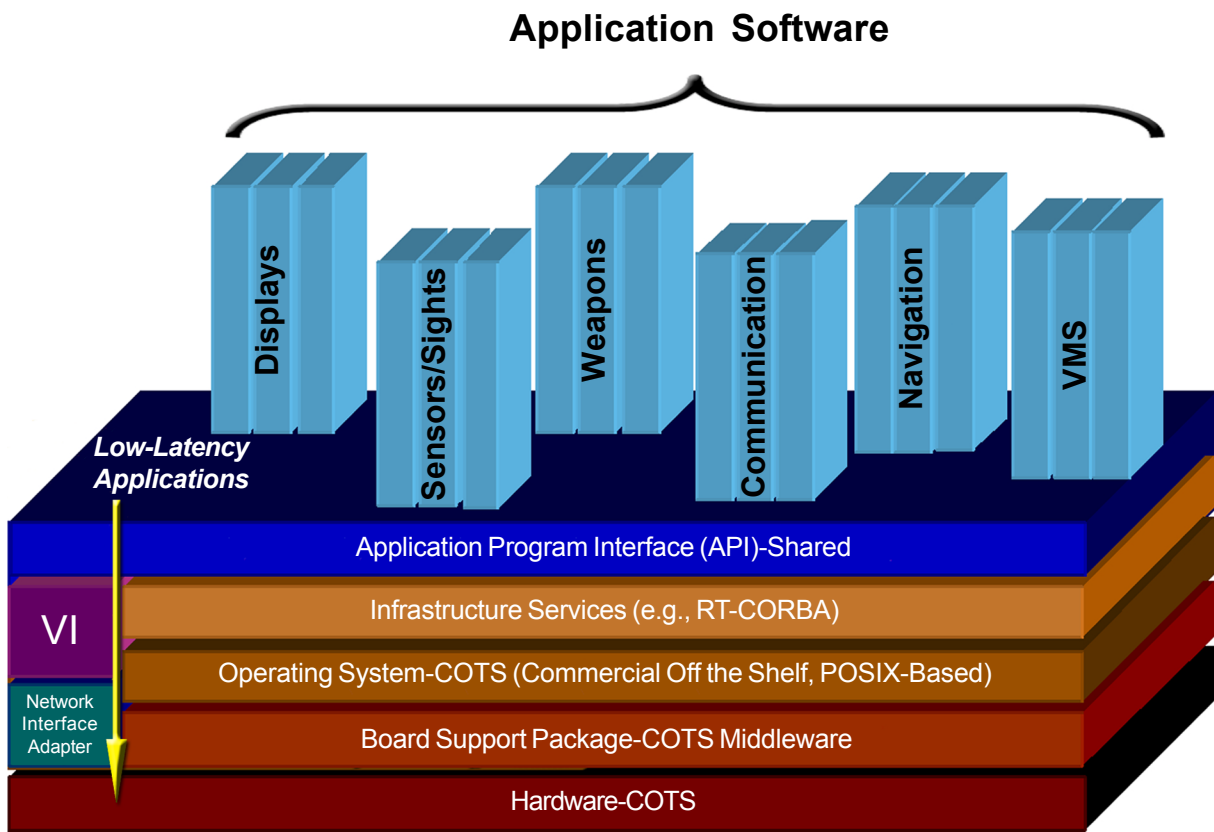 Application Software
Displays
Sensors/Sights
Weapons
Communication
Navigation
VMS
Low-Latency
Applications
Application Program Interface (API)-Shared
VI
Infrastructure Services (e.g., RT-CORBA)
Operating System-COTS (Commercial Off the Shelf, POSIX-Based)
Network
Interface
Adapter
Board Support Package-COTS Middleware
Hardware-COTS